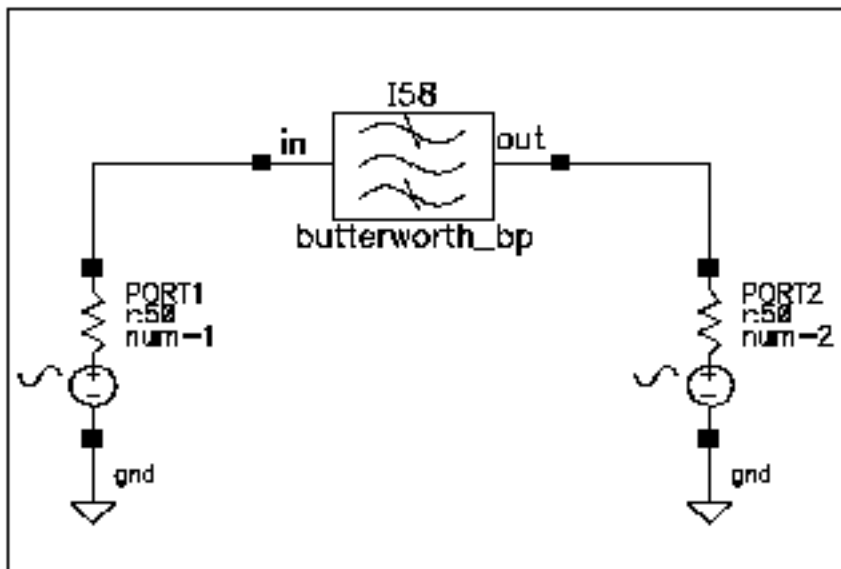 I58
in
out
butterworth_bp
PORT1
r:50
num-1
PORT2
r:50
num-2
gnd
gnd